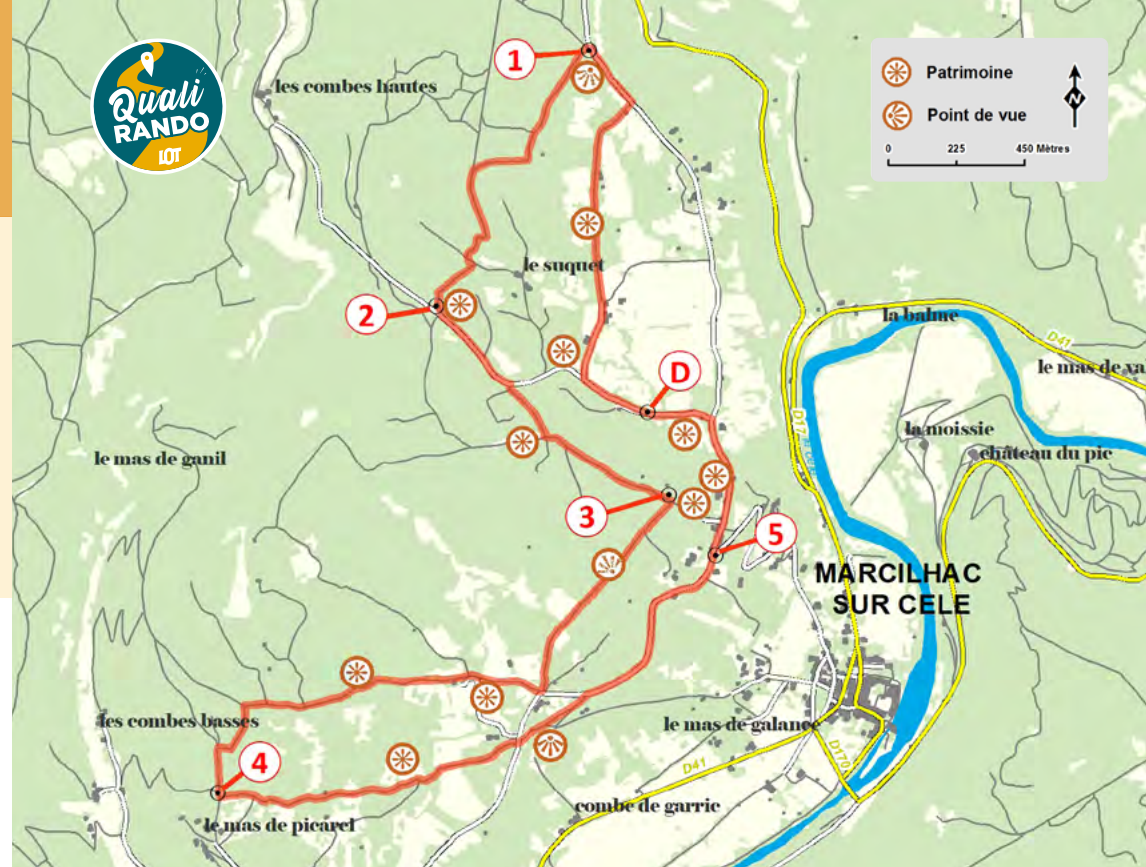 Quali
RANDO
LOT
1
les combes hautes
Patrimoine
Point de vue
N
0 225 450 Mètres
le suquet
2
la balme
D41
le mas de va
D
la moissie
D17
château du pic
le mas de ganil
3
5
MARCILHAC
SUR CELE
les combes basses
le mas de galance
4
D41
D170
combe de garric
le mas de picarel